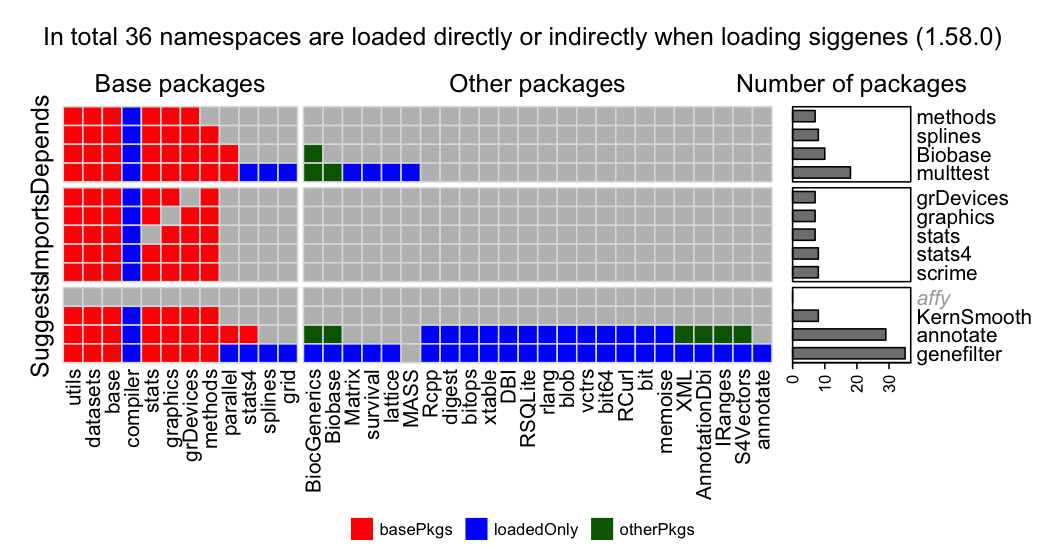 In total 36 namespaces are loaded directly or indirectly when loading siggenes (1.58.0)
Base packages
Other packages
Number of packages
Depends
Imports
Suggests
methods
splines
Biobase
multtest
grDevices
graphics
stats
stats4
scrime
affy
KernSmooth
annotate
genefilter
0
10
20
30
utils
datasets
base
compiler
stats
graphics
grDevices
methods
parallel
stats4
splines
grid
BiocGenerics
Biobase
Matrix
survival
lattice
MASS
Rcpp
digest
bitops
xtable
DBI
RSQLite
rlang
blob
vctrs
bit64
RCurl
bit
memoise
XML
AnnotationDbi
IRanges
S4Vectors
annotate
basePkgs
loadedOnly
otherPkgs